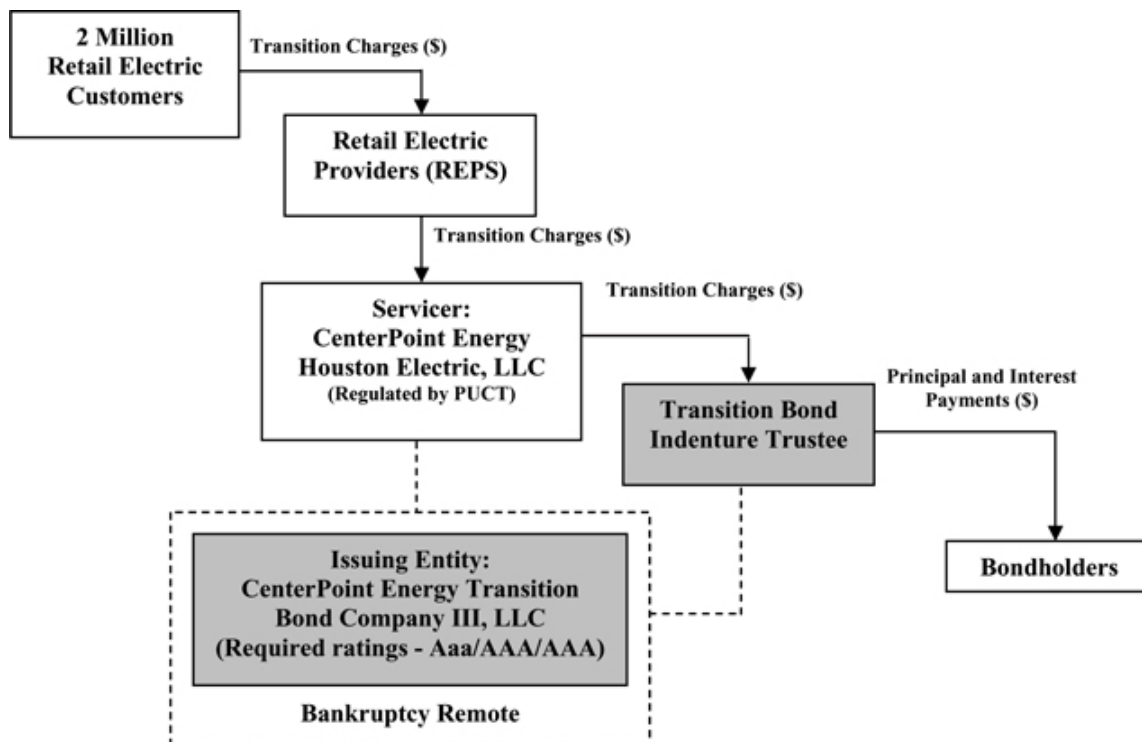 2 Million
Retail Electric
Customers
Transition Charges ($)
Retail Electric
Providers (REPS)
Transition Charges ($)
Servicer:
CenterPoint Energy
Houston Electric, LLC
(Regulated by PUCT)
Transition Charges ($)
Transition Bond
Indenture Trustee
Principal and Interest
Payments ($)
Bondholders
Issuing Entity:
CenterPoint Energy Transition
Bond Company III, LLC
(Required ratings - Aaa/AAA/AAA)
Bankruptcy Remote